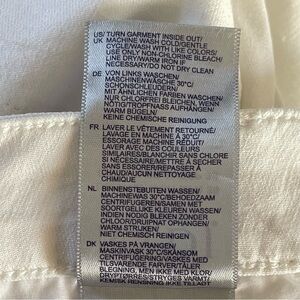 US/ TURN GARMENT INSIDE OUT/
UK MACHINE WASH COLD/GENTLE
CYCLE/WASH WITH LIKE COLORS/
USE ONLY NON-CHLORINE BLEACH/
LINE DRY/WARM IRON IF
NECESSARY/DO NOT DRY CLEAN
DE VON LINKS WASCHEN/
MASCHINENWÄSCHE 30°C/
SCHONWASCHGANG/
MIT ÄHNLICHEN FARBEN WASCHEN/
NUR CHLORFREI BLEICHEN, WENN
NÖTIG/TROPFNASS AUFHÄNGEN/
WARM BÜGELN/
KEINE CHEMISCHE REINIGUNG
FR LAVER LE VÊTEMENT RETOURNÉ/
LAVAGE EN MACHINE À 30°C/
ESSORAGE MACHINE RÉDUIT/
LAVER AVEC DES COULEURS
SIMILAIRES/BLANCHIR SANS CHLORE
SI NÉCESSAIRE/METTRE À SÉCHER
SANS ESSORER/REPASSAGE À
CHAUD/AUCUN NETTOYAGE
CHIMIQUE
NL BINNENSTEBUITEN WASSEN/
MACHINEWAS 30°C/BEHOEDZAAM
CENTRIFUGEREN/SAMEN MET
SOORTGELIJKE KLEUREN WASSEN/
INDIEN NODIG BLEKEN ZONDER
CHLOOR/DRUIPNAT OPHANGEN/
WARM STRIJKEN/
NIET CHEMISCH REINIGEN
DK VASKES PÅ VRANGEN/
MASKINVASK 30°C/SKÅNSOM
CENTRIFUGERING/VASKES MED
TILSVARENDE FARVER/TÅLER
BLEGNING, MEN IKKE MED KLOR/
DRYPTØRRES/STRYGES VARMT/
KEMISK RENSNING IKKE TILLADT